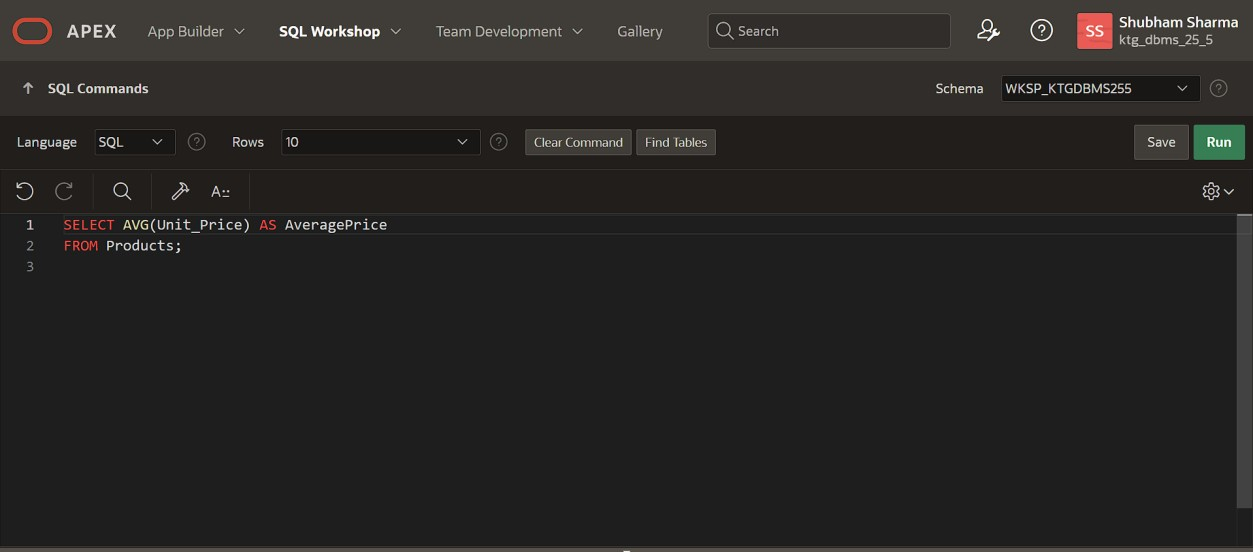 APEX App Builder SQL Workshop Team Development Gallery Search ? SS Shubham Sharma
ktg_dbms_25_5
SQL Commands Schema WKSP_KTGDBMS255 ?
Language SQL ? Rows 10 ? Clear Command Find Tables Save Run
A::
1 SELECT AVG(Unit_Price) AS AveragePrice
2 FROM Products;
3